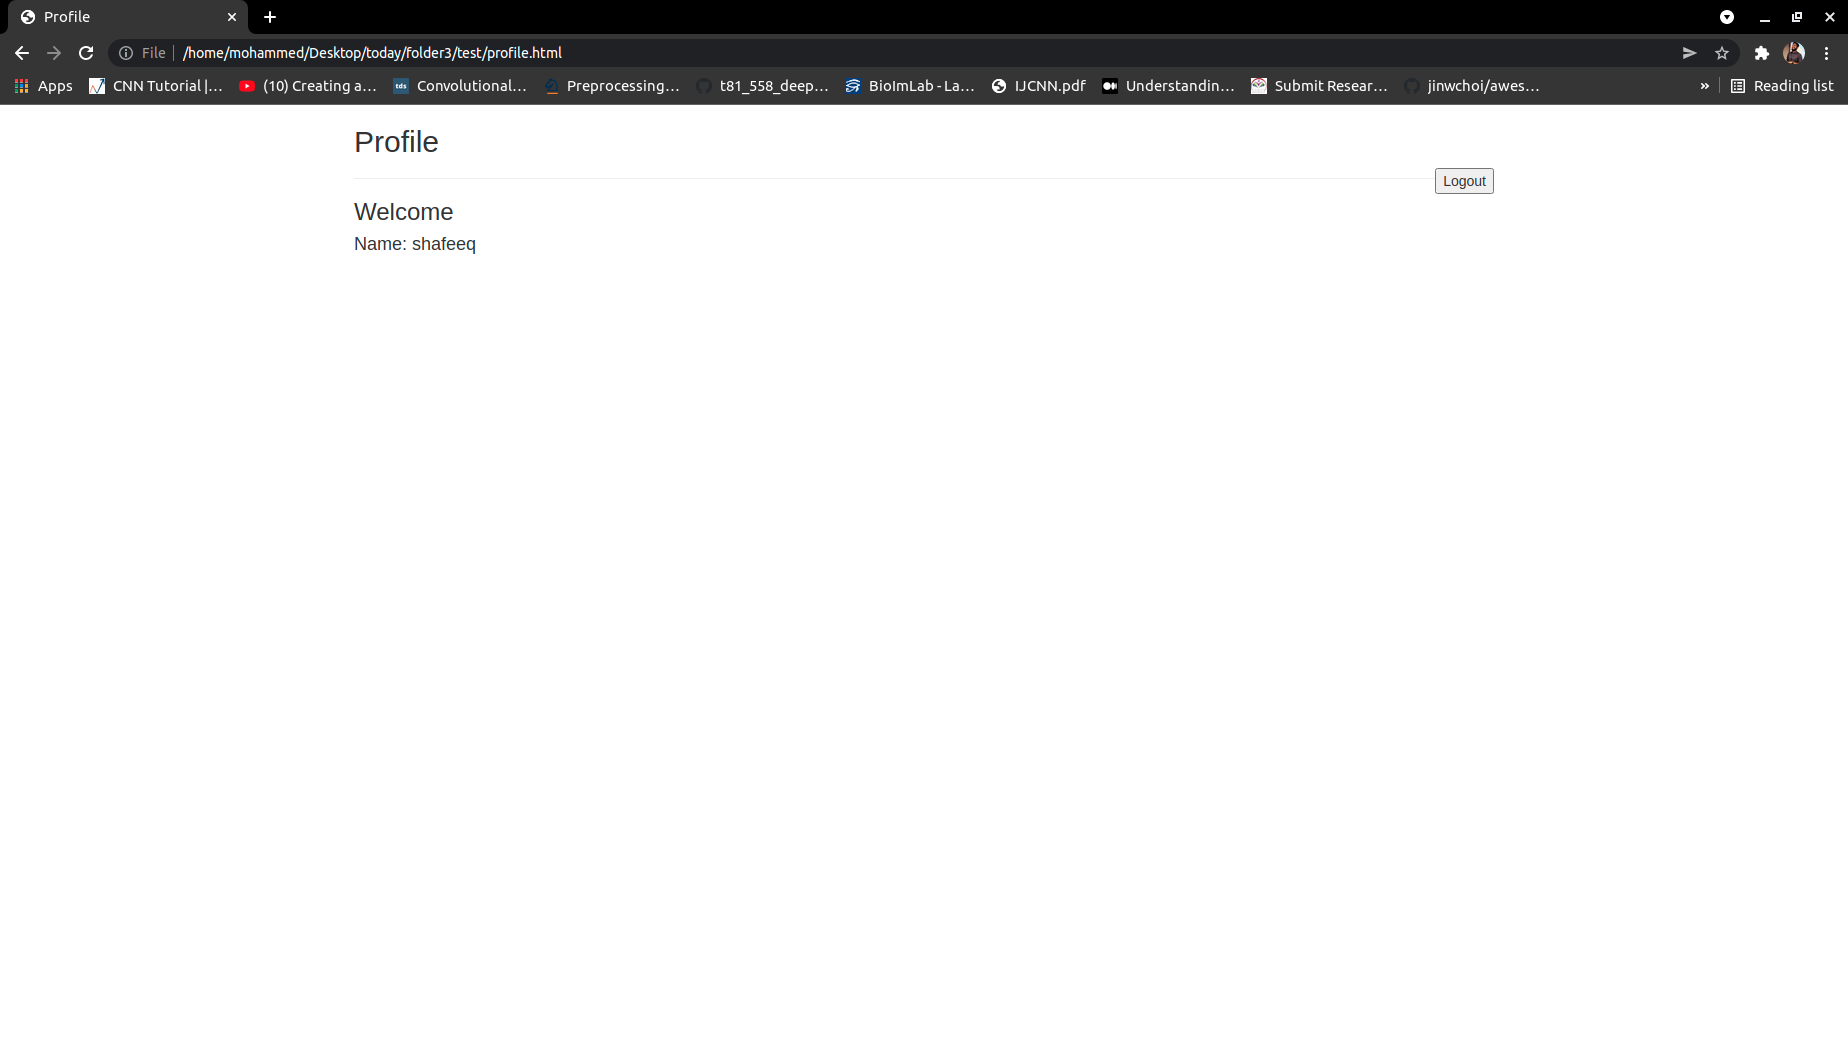 Profile
File /home/mohammed/Desktop/today/folder3/test/profile.html
Apps CNN Tutorial |... (10) Creating a... tds Convolutional... Preprocessing... t81_558_deep... BioImLab - La... IJCNN.pdf Understandin... Submit Resear... jinwchoi/awes... » Reading list
Profile
Logout
Welcome
Name: shafeeq